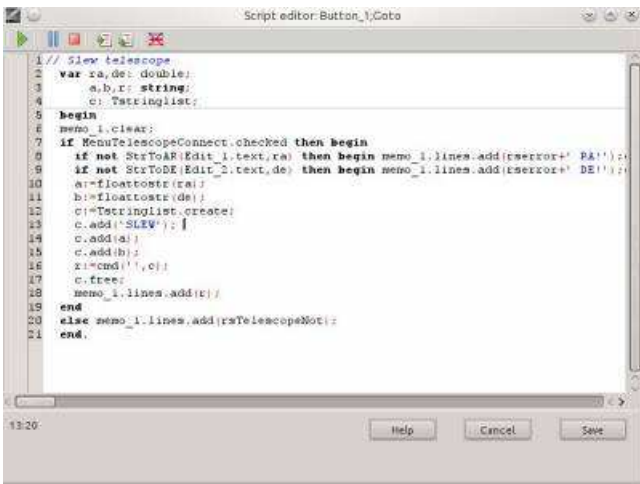 Script editor: Button_1;Goto
1 // Slew telescope
2 var ra,de: double;
3 a,b,r: string;
4 c: Tstringlist;
5 begin
6 memo_1.clear;
7 if MenuTelescopeConnect.checked then begin
8 if not StrToAR(Edit_1.text,ra) then begin memo_1.lines.add(rserror+' RA!');
9 if not StrToDE(Edit_2.text,de) then begin memo_1.lines.add(rserror+' DE!');
10 a:=floattostr(ra);
11 b:=floattostr(de);
12 c:=Tstringlist.create;
13 c.add('SLEW');
14 c.add(a);
15 c.add(b);
16 r:=cmd('',c);
17 c.free;
18 memo_1.lines.add(r);
19 end
20 else memo_1.lines.add(rsTelescopeNot);
21 end.
13:20
Help Cancel Save